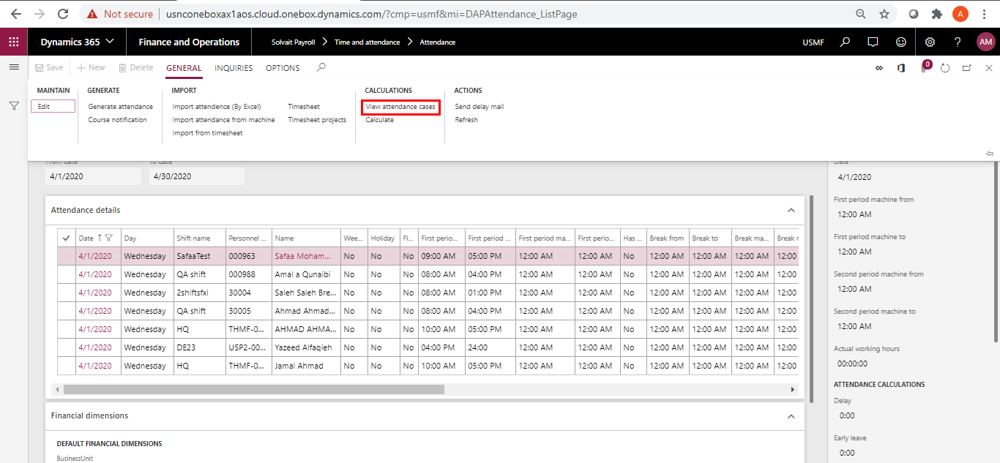 Not secure usnconeboxax1aos.cloud.onebox.dynamics.com/?cmp=usmf&mi=DAPAttendance_ListPage A
Dynamics 365 Finance and Operations Solvait Payroll Time and attendance Attendance USMF ? AM
Save New Delete GENERAL INQUIRIES OPTIONS 0
MAINTAIN GENERATE IMPORT CALCULATIONS ACTIONS
Edit Generate attendance Import attendence (By Excel) Timesheet View attendance cases Send delay mail
Course notification Import attendance from machine Timesheet projects Calculate Refresh
Import from timesheet
From date To date Date
4/1/2020 4/30/2020 4/1/2020
First period machine from
12:00 AM
First period machine to
12:00 AM
Second period machine from
12:00 AM
Second period machine to
12:00 AM
Actual working hours
00:00:00
ATTENDANCE CALCULATIONS
Delay
0:00
Early leave
0:00
Attendance details
Date Day Shift name Personnel ... Name Wee... Holiday Fl... First perio... First period ... First period ma... First perio... Has ... Break from Break to Break ma... Break r
4/1/2020 Wednesday SafaaTest 000963 Safaa Moham... No No No 09:00 AM 05:00 PM 12:00 AM 12:00 AM No 12:00 AM 12:00 AM 12:00 AM 12:00
4/1/2020 Wednesday QA shift 000988 Amal a Qunaibi No No No 08:00 AM 04:00 PM 12:00 AM 12:00 AM No 12:00 AM 12:00 AM 12:00 AM 12:00
4/1/2020 Wednesday 2shiftsfxi 30004 Saleh Saleh Bre... No No No 08:00 AM 01:00 PM 12:00 AM 12:00 AM No 12:00 AM 12:00 AM 12:00 AM 12:00
4/1/2020 Wednesday QA shift 30005 Ahmad Ahmad... No No No 08:00 AM 04:00 PM 12:00 AM 12:00 AM No 12:00 AM 12:00 AM 12:00 AM 12:00
4/1/2020 Wednesday HQ THMF-0... AHMAD AHMA... No No No 10:00 AM 05:00 PM 12:00 AM 12:00 AM No 12:00 AM 12:00 AM 12:00 AM 12:00
4/1/2020 Wednesday DE23 USP2-00... Yazeed Alfaqieh No No No 04:00 PM 24:00 12:00 AM 12:00 AM No 12:00 AM 12:00 AM 12:00 AM 12:00
4/1/2020 Wednesday HQ THMF-0... Jamal Ahmad No No No 10:00 AM 05:00 PM 12:00 AM 12:00 AM No 12:00 AM 12:00 AM 12:00 AM 12:00
Financial dimensions
DEFAULT FINANCIAL DIMENSIONS
BusinessUnit